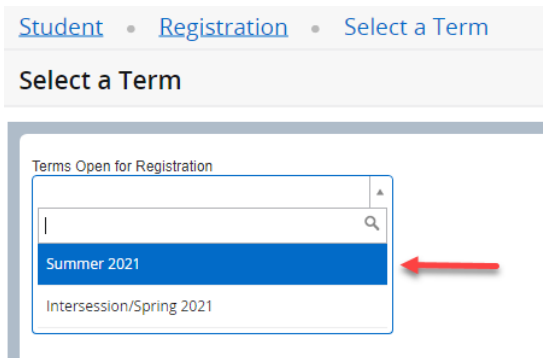 Student • Registration • Select a Term
Select a Term
Terms Open for Registration
Summer 2021
Intersession/Spring 2021